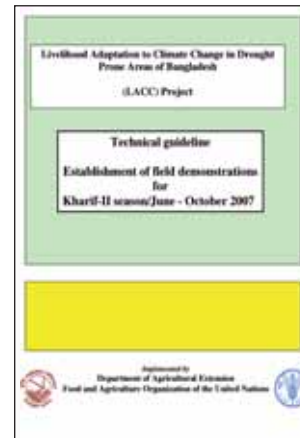 Livelihood Adaptation to Climate Change in Drought
Prone Areas of Bangladesh
(LACC) Project
Technical guideline
Establishment of field demonstrations
for
Kharif-II season/June - October 2007
Implemented by
Department of Agricultural Extension
Food and Agriculture Organization of the United Nations